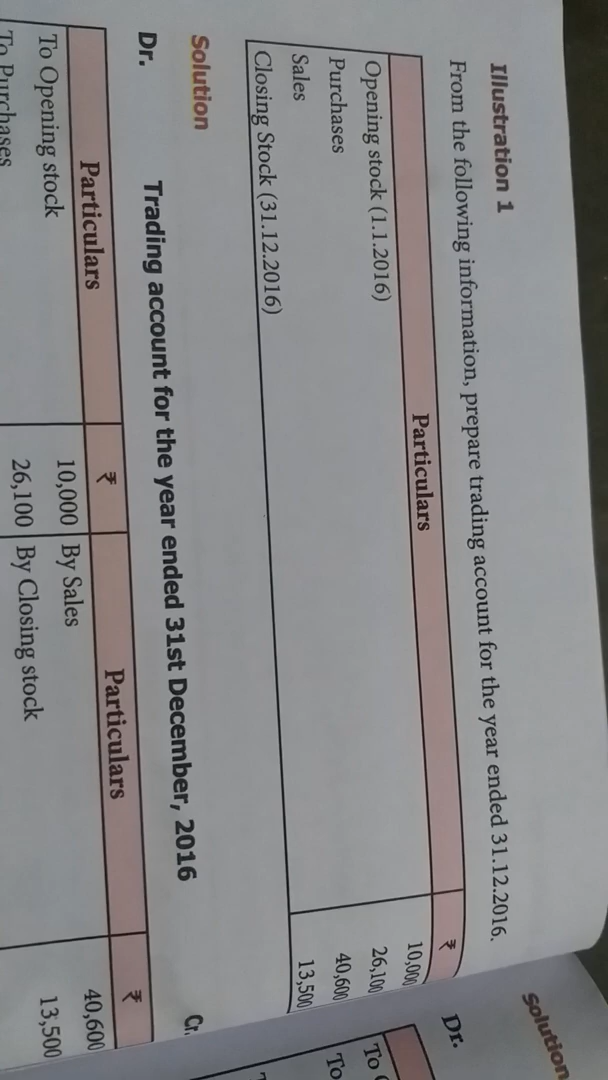 Illustration 1
From the following information, prepare trading account for the year ended 31.12.2016.
Particulars ₹
Opening stock (1.1.2016) 10,000
Purchases 26,100
Sales 40,600
Closing Stock (31.12.2016) 13,500
Solution
Dr. Trading account for the year ended 31st December, 2016 Cr.
Particulars ₹ Particulars ₹
To Opening stock 10,000 By Sales 40,600
To Purchases 26,100 By Closing stock 13,500
Solution
Dr.
To
To